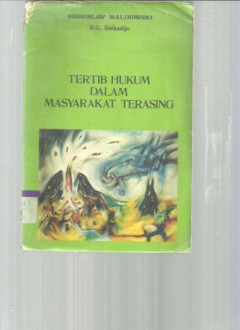 BRONISLAW MALINOWSKI
R.G. Soekadijo
TERTIB HUKUM
DALAM
MASYARAKAT TERASING